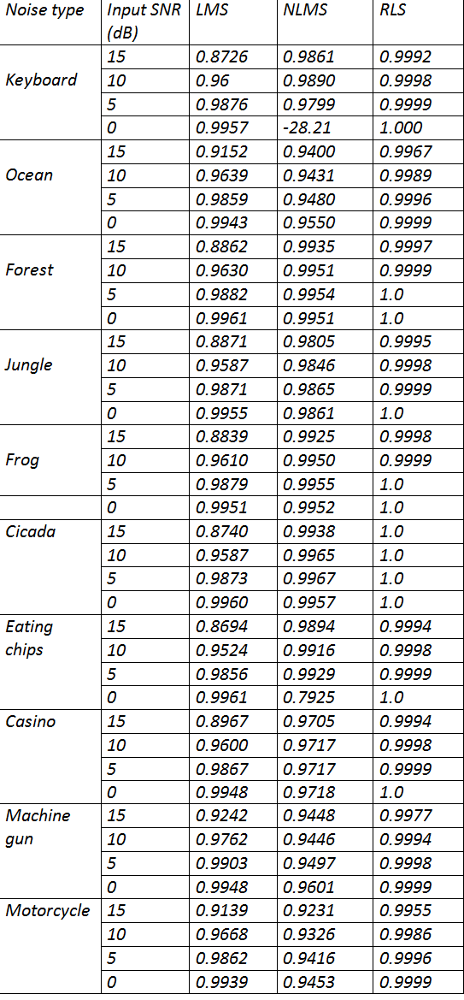 Noise type Input SNR (dB) LMS NLMS RLS
Keyboard 15 0.8726 0.9861 0.9992
10 0.96 0.9890 0.9998
5 0.9876 0.9799 0.9999
0 0.9957 -28.21 1.000
Ocean 15 0.9152 0.9400 0.9967
10 0.9639 0.9431 0.9989
5 0.9859 0.9480 0.9996
0 0.9943 0.9550 0.9999
Forest 15 0.8862 0.9935 0.9997
10 0.9630 0.9951 0.9999
5 0.9882 0.9954 1.0
0 0.9961 0.9951 1.0
Jungle 15 0.8871 0.9805 0.9995
10 0.9587 0.9846 0.9998
5 0.9871 0.9865 0.9999
0 0.9955 0.9861 1.0
Frog 15 0.8839 0.9925 0.9998
10 0.9610 0.9950 0.9999
5 0.9879 0.9955 1.0
0 0.9951 0.9952 1.0
Cicada 15 0.8740 0.9938 1.0
10 0.9587 0.9965 1.0
5 0.9873 0.9967 1.0
0 0.9960 0.9957 1.0
Eating chips 15 0.8694 0.9894 0.9994
10 0.9524 0.9916 0.9998
5 0.9856 0.9929 0.9999
0 0.9961 0.7925 1.0
Casino 15 0.8967 0.9705 0.9994
10 0.9600 0.9717 0.9998
5 0.9867 0.9717 0.9999
0 0.9948 0.9718 1.0
Machine gun 15 0.9242 0.9448 0.9977
10 0.9762 0.9446 0.9994
5 0.9903 0.9497 0.9998
0 0.9948 0.9601 0.9999
Motorcycle 15 0.9139 0.9231 0.9955
10 0.9668 0.9326 0.9986
5 0.9862 0.9416 0.9996
0 0.9939 0.9453 0.9999